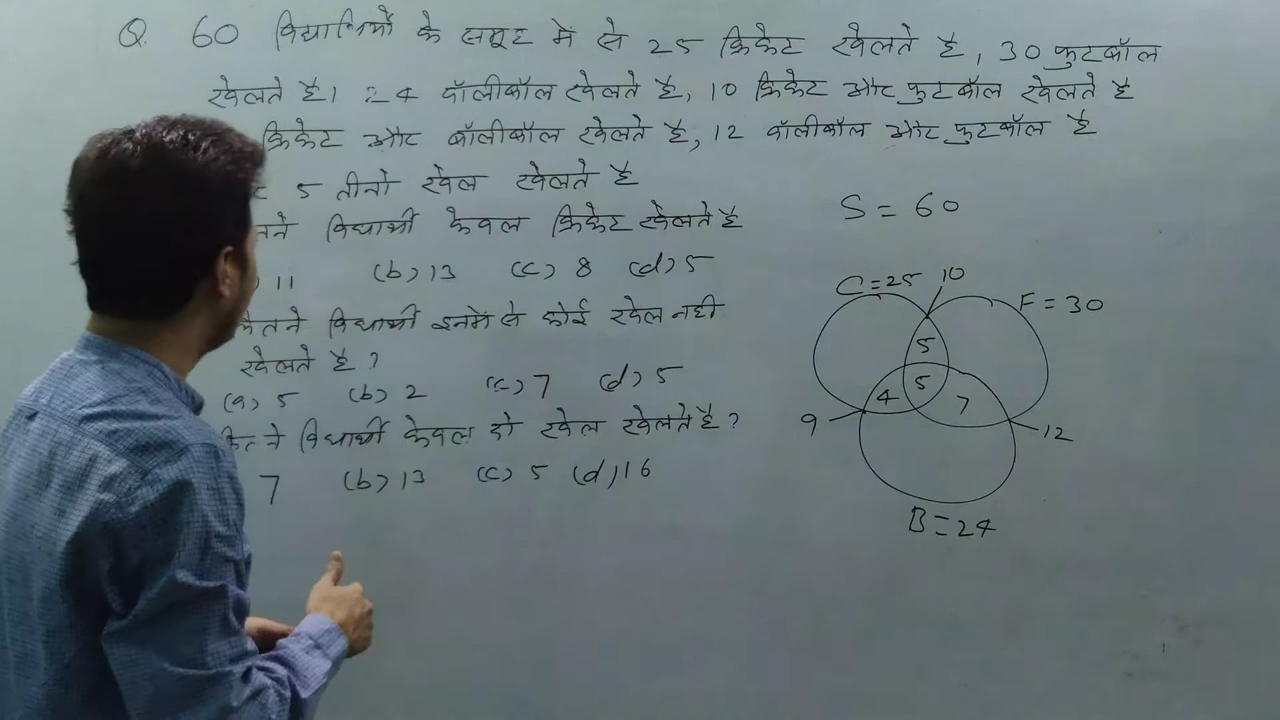 Q. 60 विद्यार्थियों के समूह में से 25 क्रिकेट खेलते है, 30 फुटबॉल
खेलते है। 24 वॉलीबॉल खेलते है, 10 क्रिकेट और फुटबॉल खेलते है
क्रिकेट और वॉलीबॉल खेलते है, 12 वॉलीबॉल और फुटबॉल है
5 तीनो खेल खेलते है
विद्यार्थी केवल क्रिकेट खेलते है
11 (b) 13 (c) 8 (d) 5
कितने विद्यार्थी इनमें से कोई खेल नही
खेलते है ?
(a) 5 (b) 2 (c) 7 (d) 5
कितने विद्यार्थी केवल दो खेल खेलते है ?
7 (b) 13 (c) 5 (d) 16
S = 60
C = 25 10
F = 30
5
5
4
7
9
12
B = 24